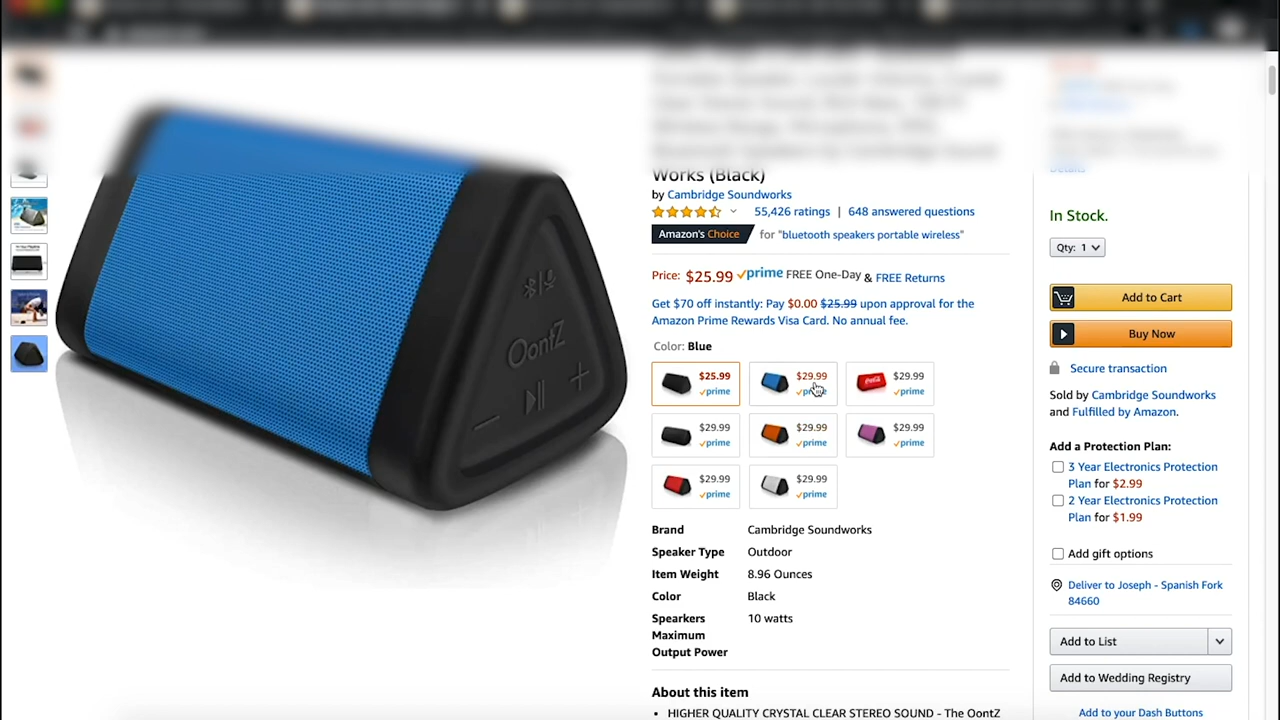 Works (Black)
by Cambridge Soundworks
55,426 ratings | 648 answered questions
Amazon's Choice for "bluetooth speakers portable wireless"
Price: $25.99 prime FREE One-Day & FREE Returns
Get $70 off instantly: Pay $0.00 $25.99 upon approval for the
Amazon Prime Rewards Visa Card. No annual fee.
Color: Blue
$25.99 prime
$29.99 prime
$29.99 prime
$29.99 prime
$29.99 prime
$29.99 prime
$29.99 prime
$29.99 prime
Brand Cambridge Soundworks
Speaker Type Outdoor
Item Weight 8.96 Ounces
Color Black
Spearkers 10 watts
Maximum
Output Power
About this item
• HIGHER QUALITY CRYSTAL CLEAR STEREO SOUND - The OontZ
OontZ
In Stock.
Qty: 1
Add to Cart
Buy Now
Secure transaction
Sold by Cambridge Soundworks
and Fulfilled by Amazon.
Add a Protection Plan:
3 Year Electronics Protection
Plan for $2.99
2 Year Electronics Protection
Plan for $1.99
Add gift options
Deliver to Joseph - Spanish Fork
84660
Add to List
Add to Wedding Registry
Add to your Dash Buttons